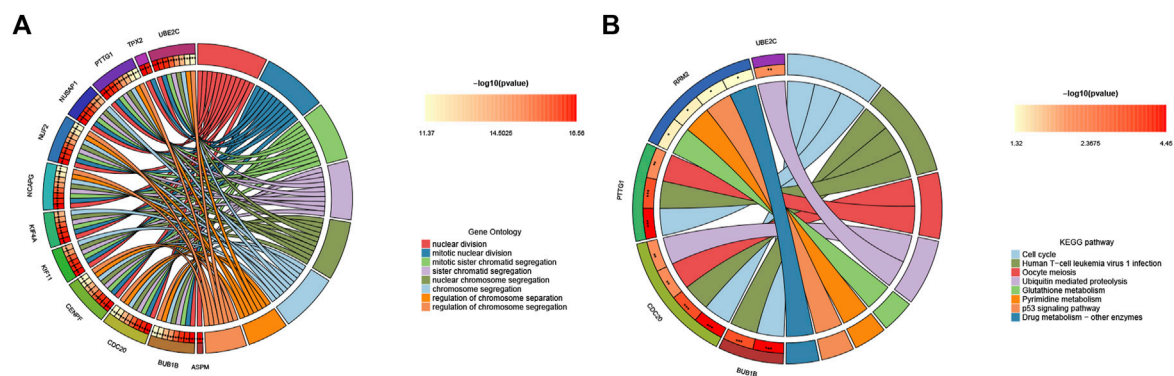 A
UBE2C
TPX2
PTTG1
NUSAP1
NUF2
NCAPG
KIF4A
KIF11
CENPF
CDC20
BUB1B
ASPM
−log10(pvalue)
11.37 14.5025 16.56
Gene Ontology
nuclear division
mitotic nuclear division
mitotic sister chromatid segregation
sister chromatid segregation
nuclear chromosome segregation
chromosome segregation
regulation of chromosome separation
regulation of chromosome segregation
B
UBE2C
RRM2
PTTG1
CDC20
BUB1B
−log10(pvalue)
1.32 2.3675 4.45
KEGG pathway
Cell cycle
Human T−cell leukemia virus 1 infection
Oocyte meiosis
Ubiquitin mediated proteolysis
Glutathione metabolism
Pyrimidine metabolism
p53 signaling pathway
Drug metabolism − other enzymes